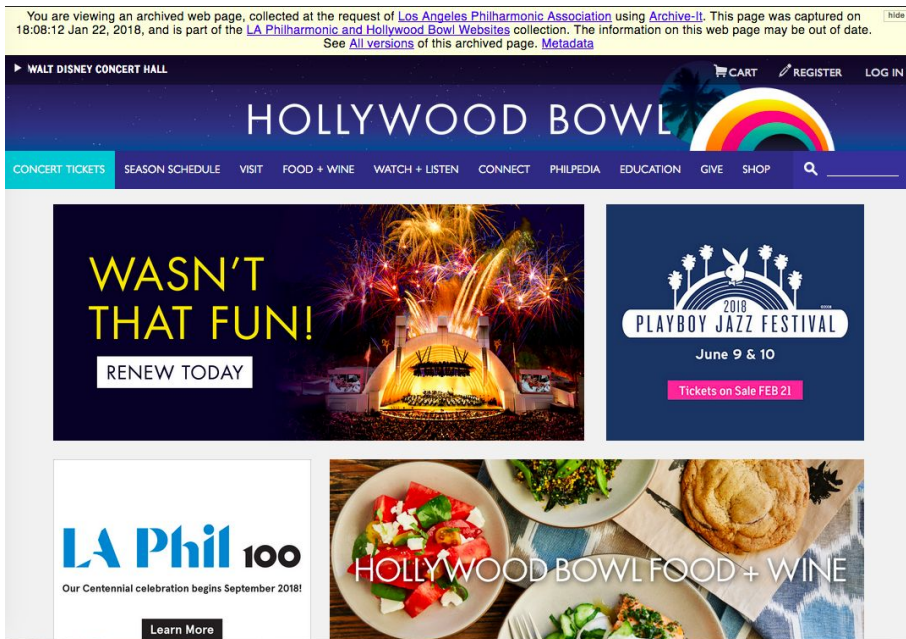 You are viewing an archived web page, collected at the request of Los Angeles Philharmonic Association using Archive-It. This page was captured on
18:08:12 Jan 22, 2018, and is part of the LA Philharmonic and Hollywood Bowl Websites collection. The information on this web page may be out of date.
See All versions of this archived page. Metadata
hide
WALT DISNEY CONCERT HALL
CART
REGISTER
LOG IN
HOLLYWOOD BOWL
CONCERT TICKETS
SEASON SCHEDULE
VISIT
FOOD + WINE
WATCH + LISTEN
CONNECT
PHILPEDIA
EDUCATION
GIVE
SHOP
WASN'T
THAT FUN!
RENEW TODAY
2018
PLAYBOY JAZZ FESTIVAL
June 9 & 10
Tickets on Sale FEB 21
LA Phil 100
Our Centennial celebration begins September 2018!
Learn More
HOLLYWOOD BOWL FOOD + WINE